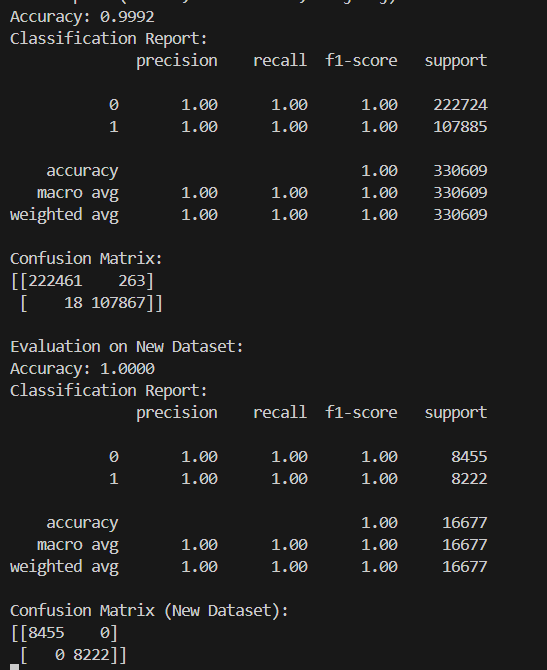 Accuracy: 0.9992
Classification Report:
              precision    recall  f1-score   support

           0       1.00      1.00      1.00    222724
           1       1.00      1.00      1.00    107885

    accuracy                           1.00    330609
   macro avg       1.00      1.00      1.00    330609
weighted avg       1.00      1.00      1.00    330609

Confusion Matrix:
[[222461    263]
 [    18 107867]]

Evaluation on New Dataset:
Accuracy: 1.0000
Classification Report:
              precision    recall  f1-score   support

           0       1.00      1.00      1.00      8455
           1       1.00      1.00      1.00      8222

    accuracy                           1.00     16677
   macro avg       1.00      1.00      1.00     16677
weighted avg       1.00      1.00      1.00     16677

Confusion Matrix (New Dataset):
[[8455    0]
 [   0 8222]]